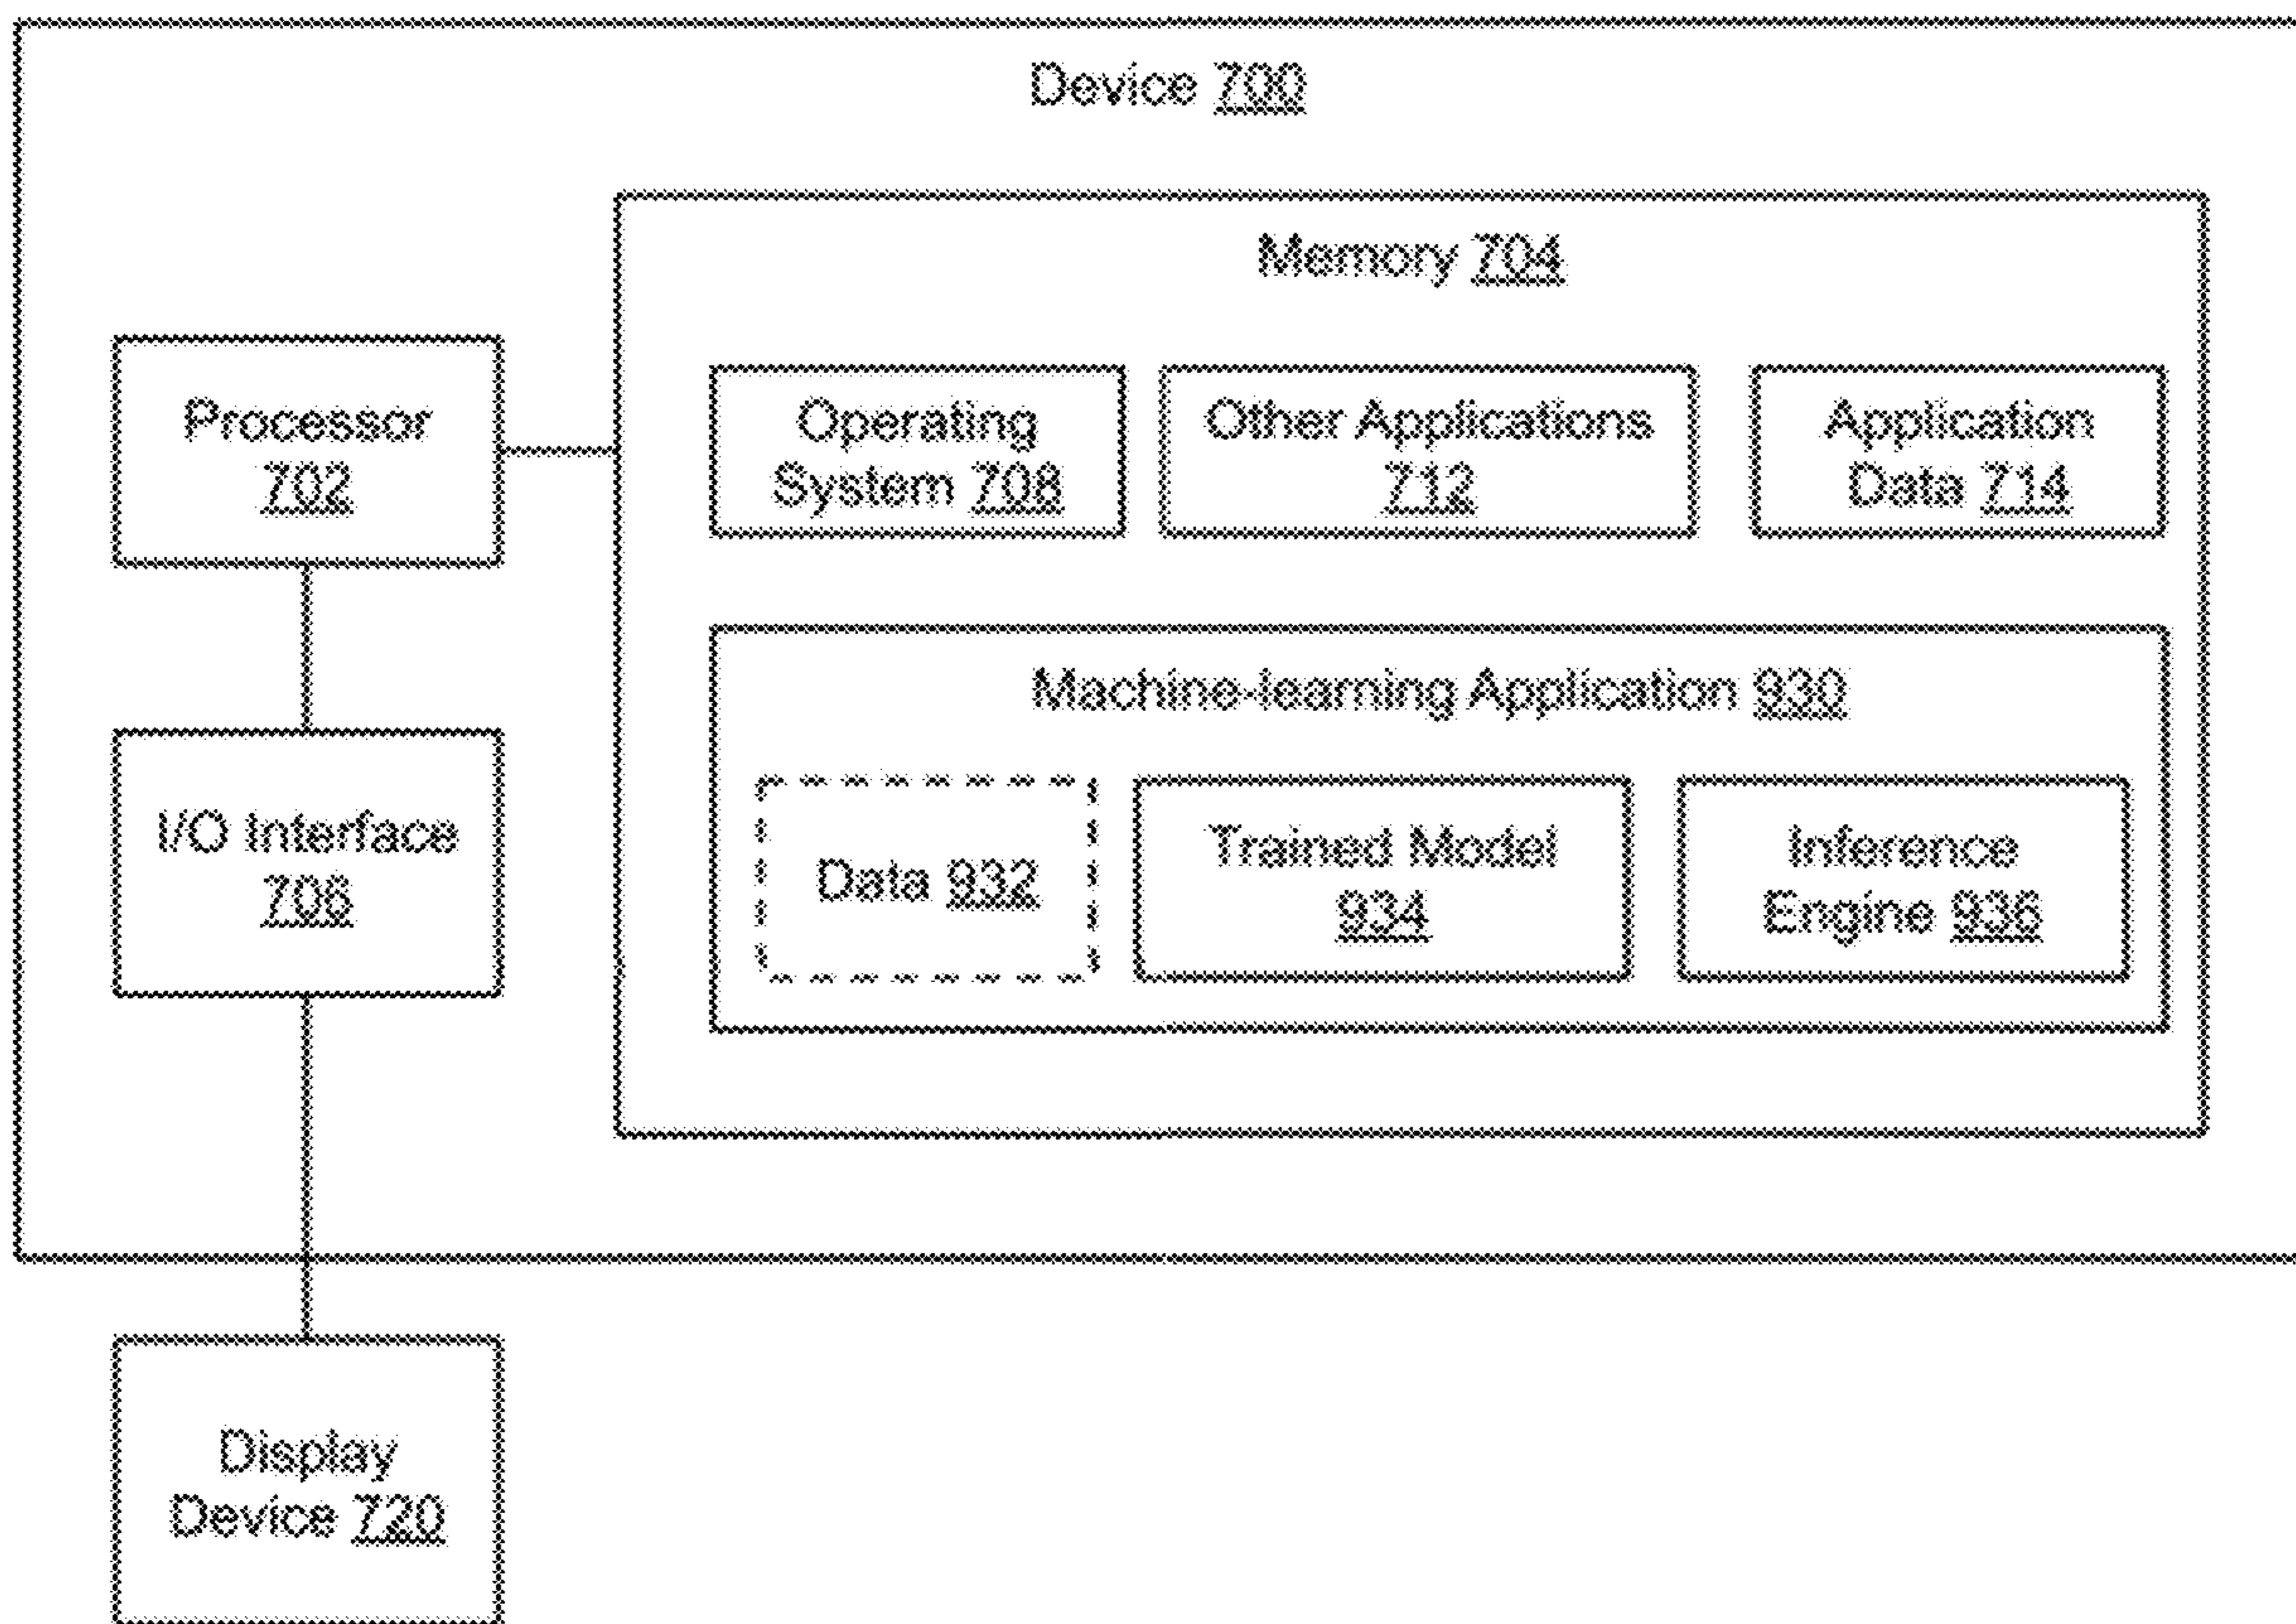 Device 700
Memory 704
Processor
702
Operating
System 708
Other Applications
712
Application
Data 714
Machine-learning Application 930
I/O Interface
706
Data 932
Trained Model
934
Inference
Engine 936
Display
Device 720